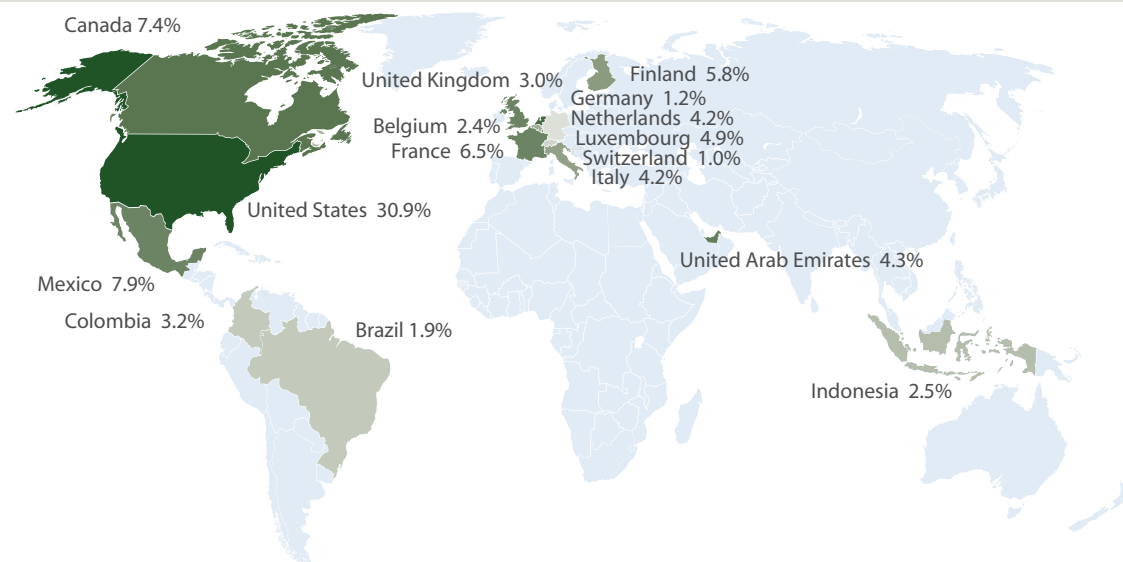 Canada 7.4%
United Kingdom 3.0%
Finland 5.8%
Germany 1.2%
Netherlands 4.2%
Belgium 2.4%
Luxembourg 4.9%
France 6.5%
Switzerland 1.0%
Italy 4.2%
United States 30.9%
United Arab Emirates 4.3%
Mexico 7.9%
Colombia 3.2%
Brazil 1.9%
Indonesia 2.5%